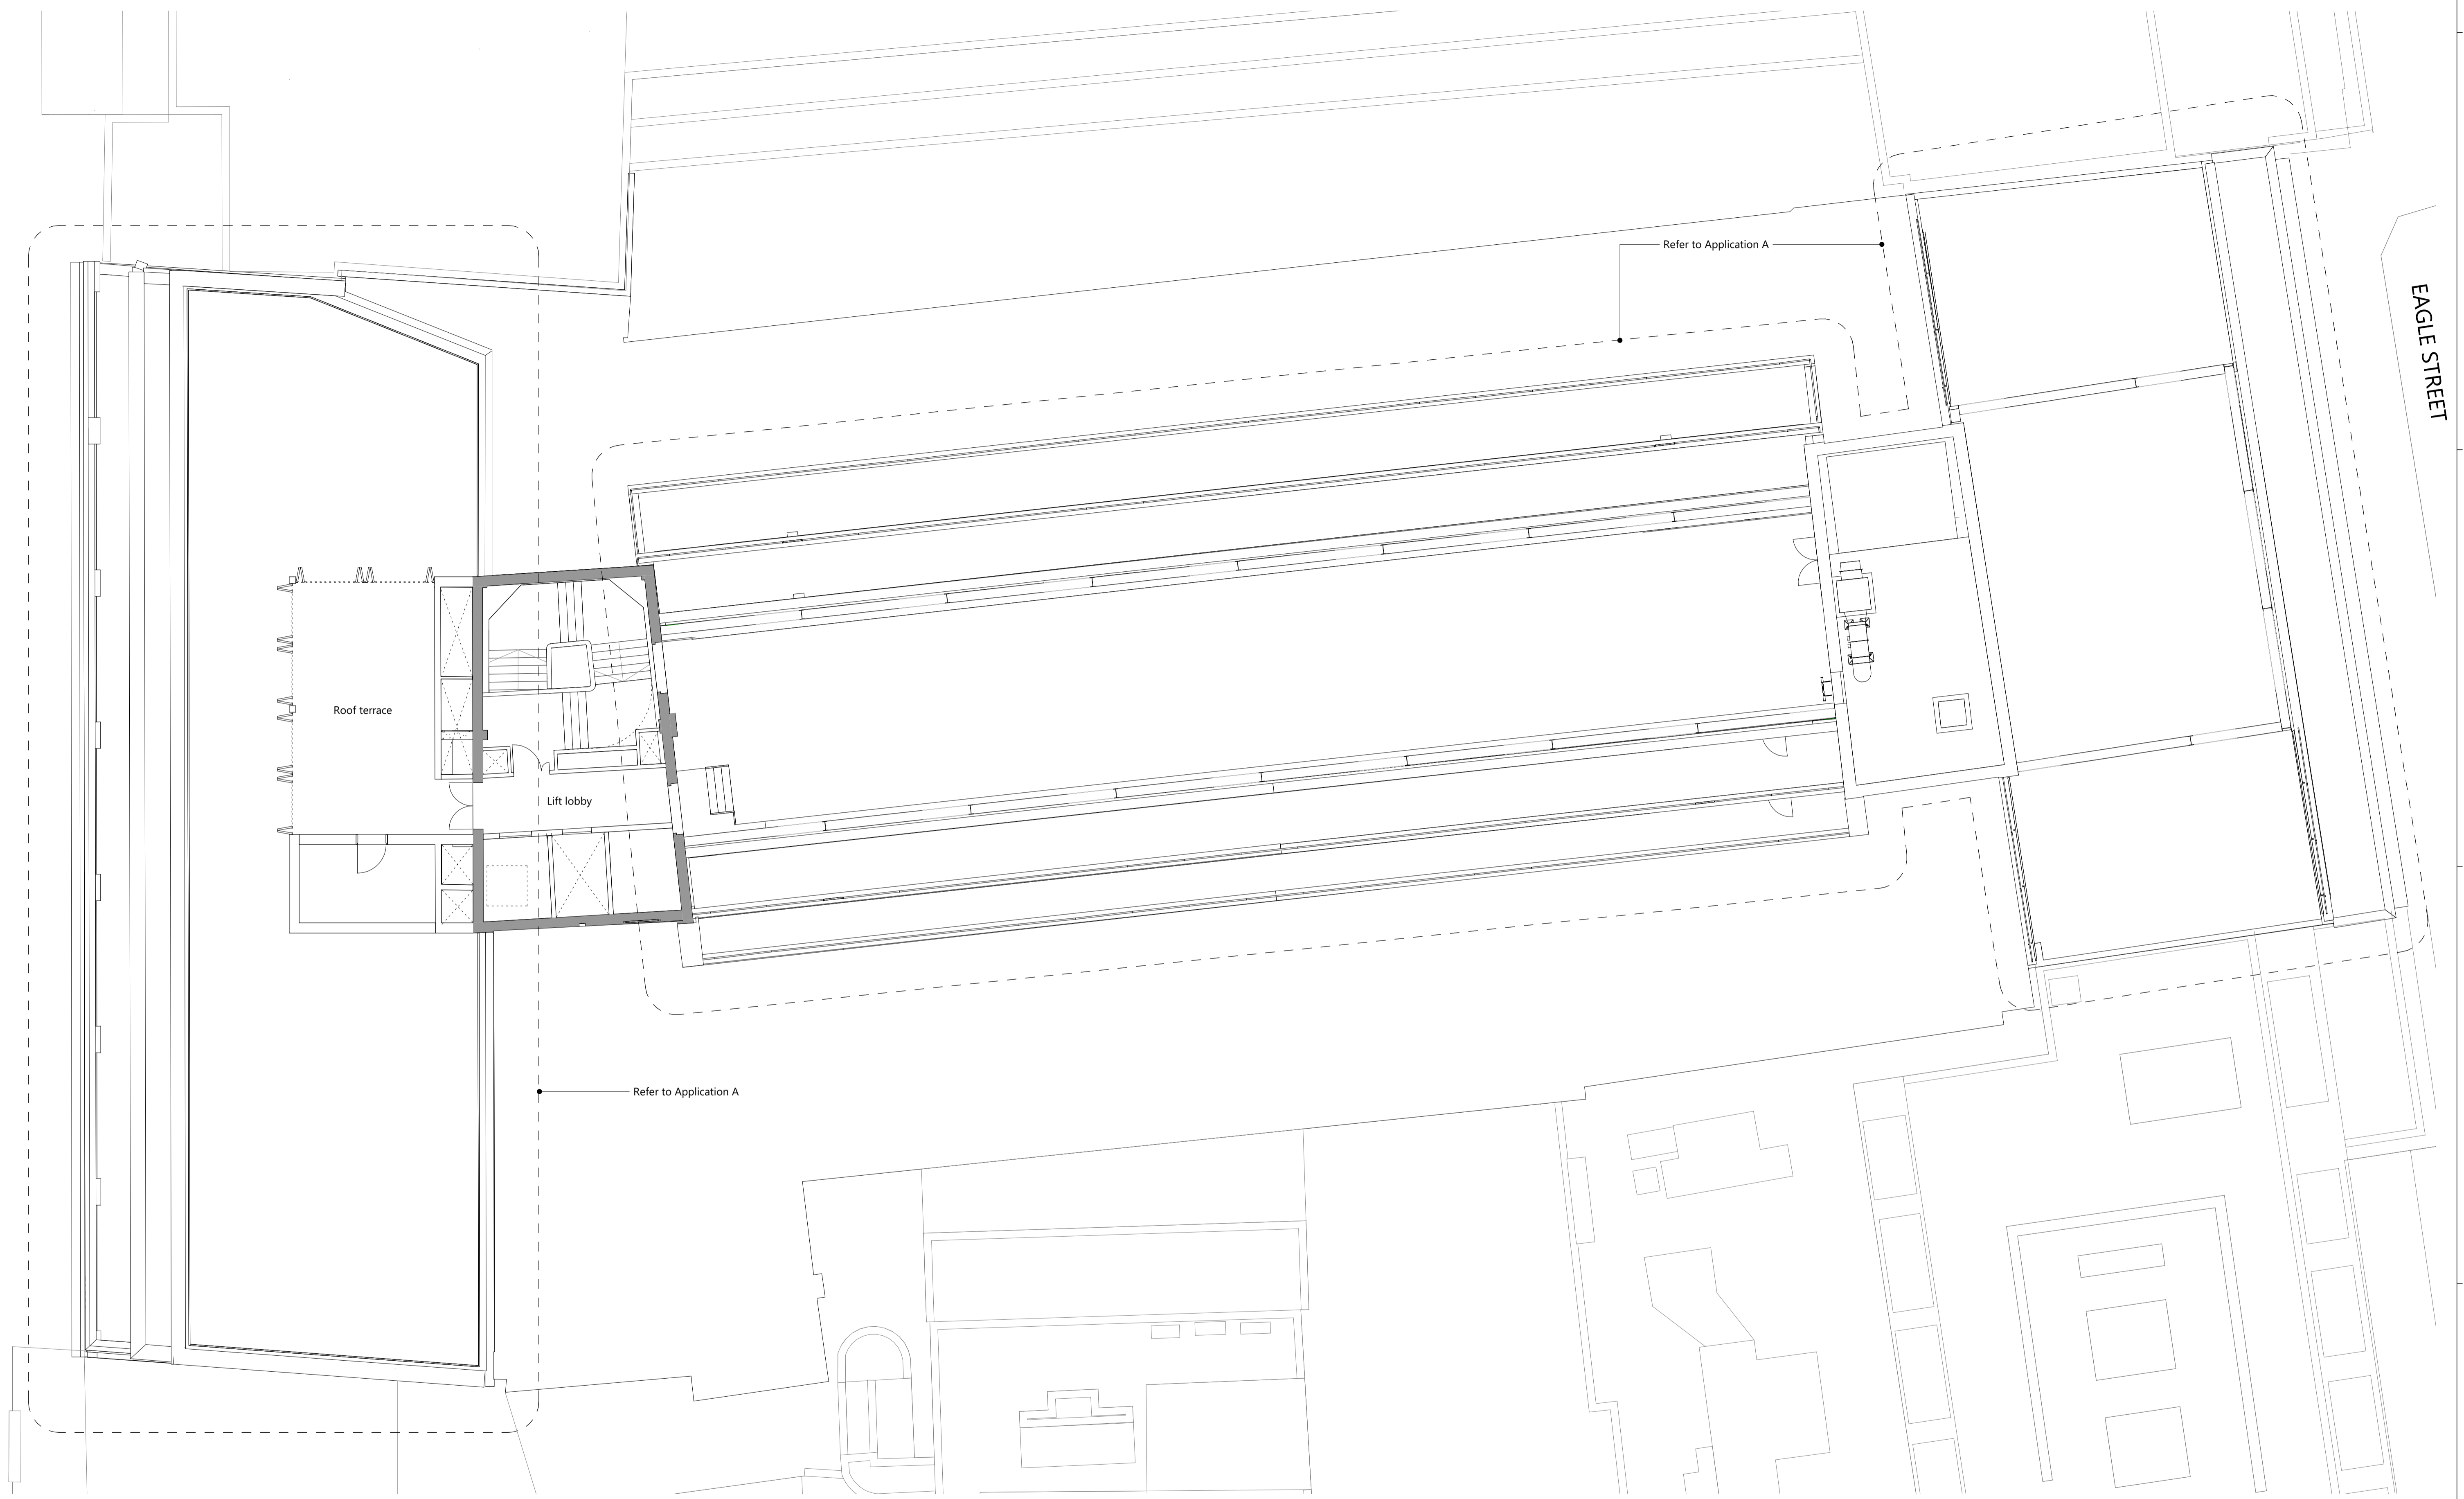 Refer to Application A
EAGLE STREET
Roof terrace
Lift lobby
Refer to Application A